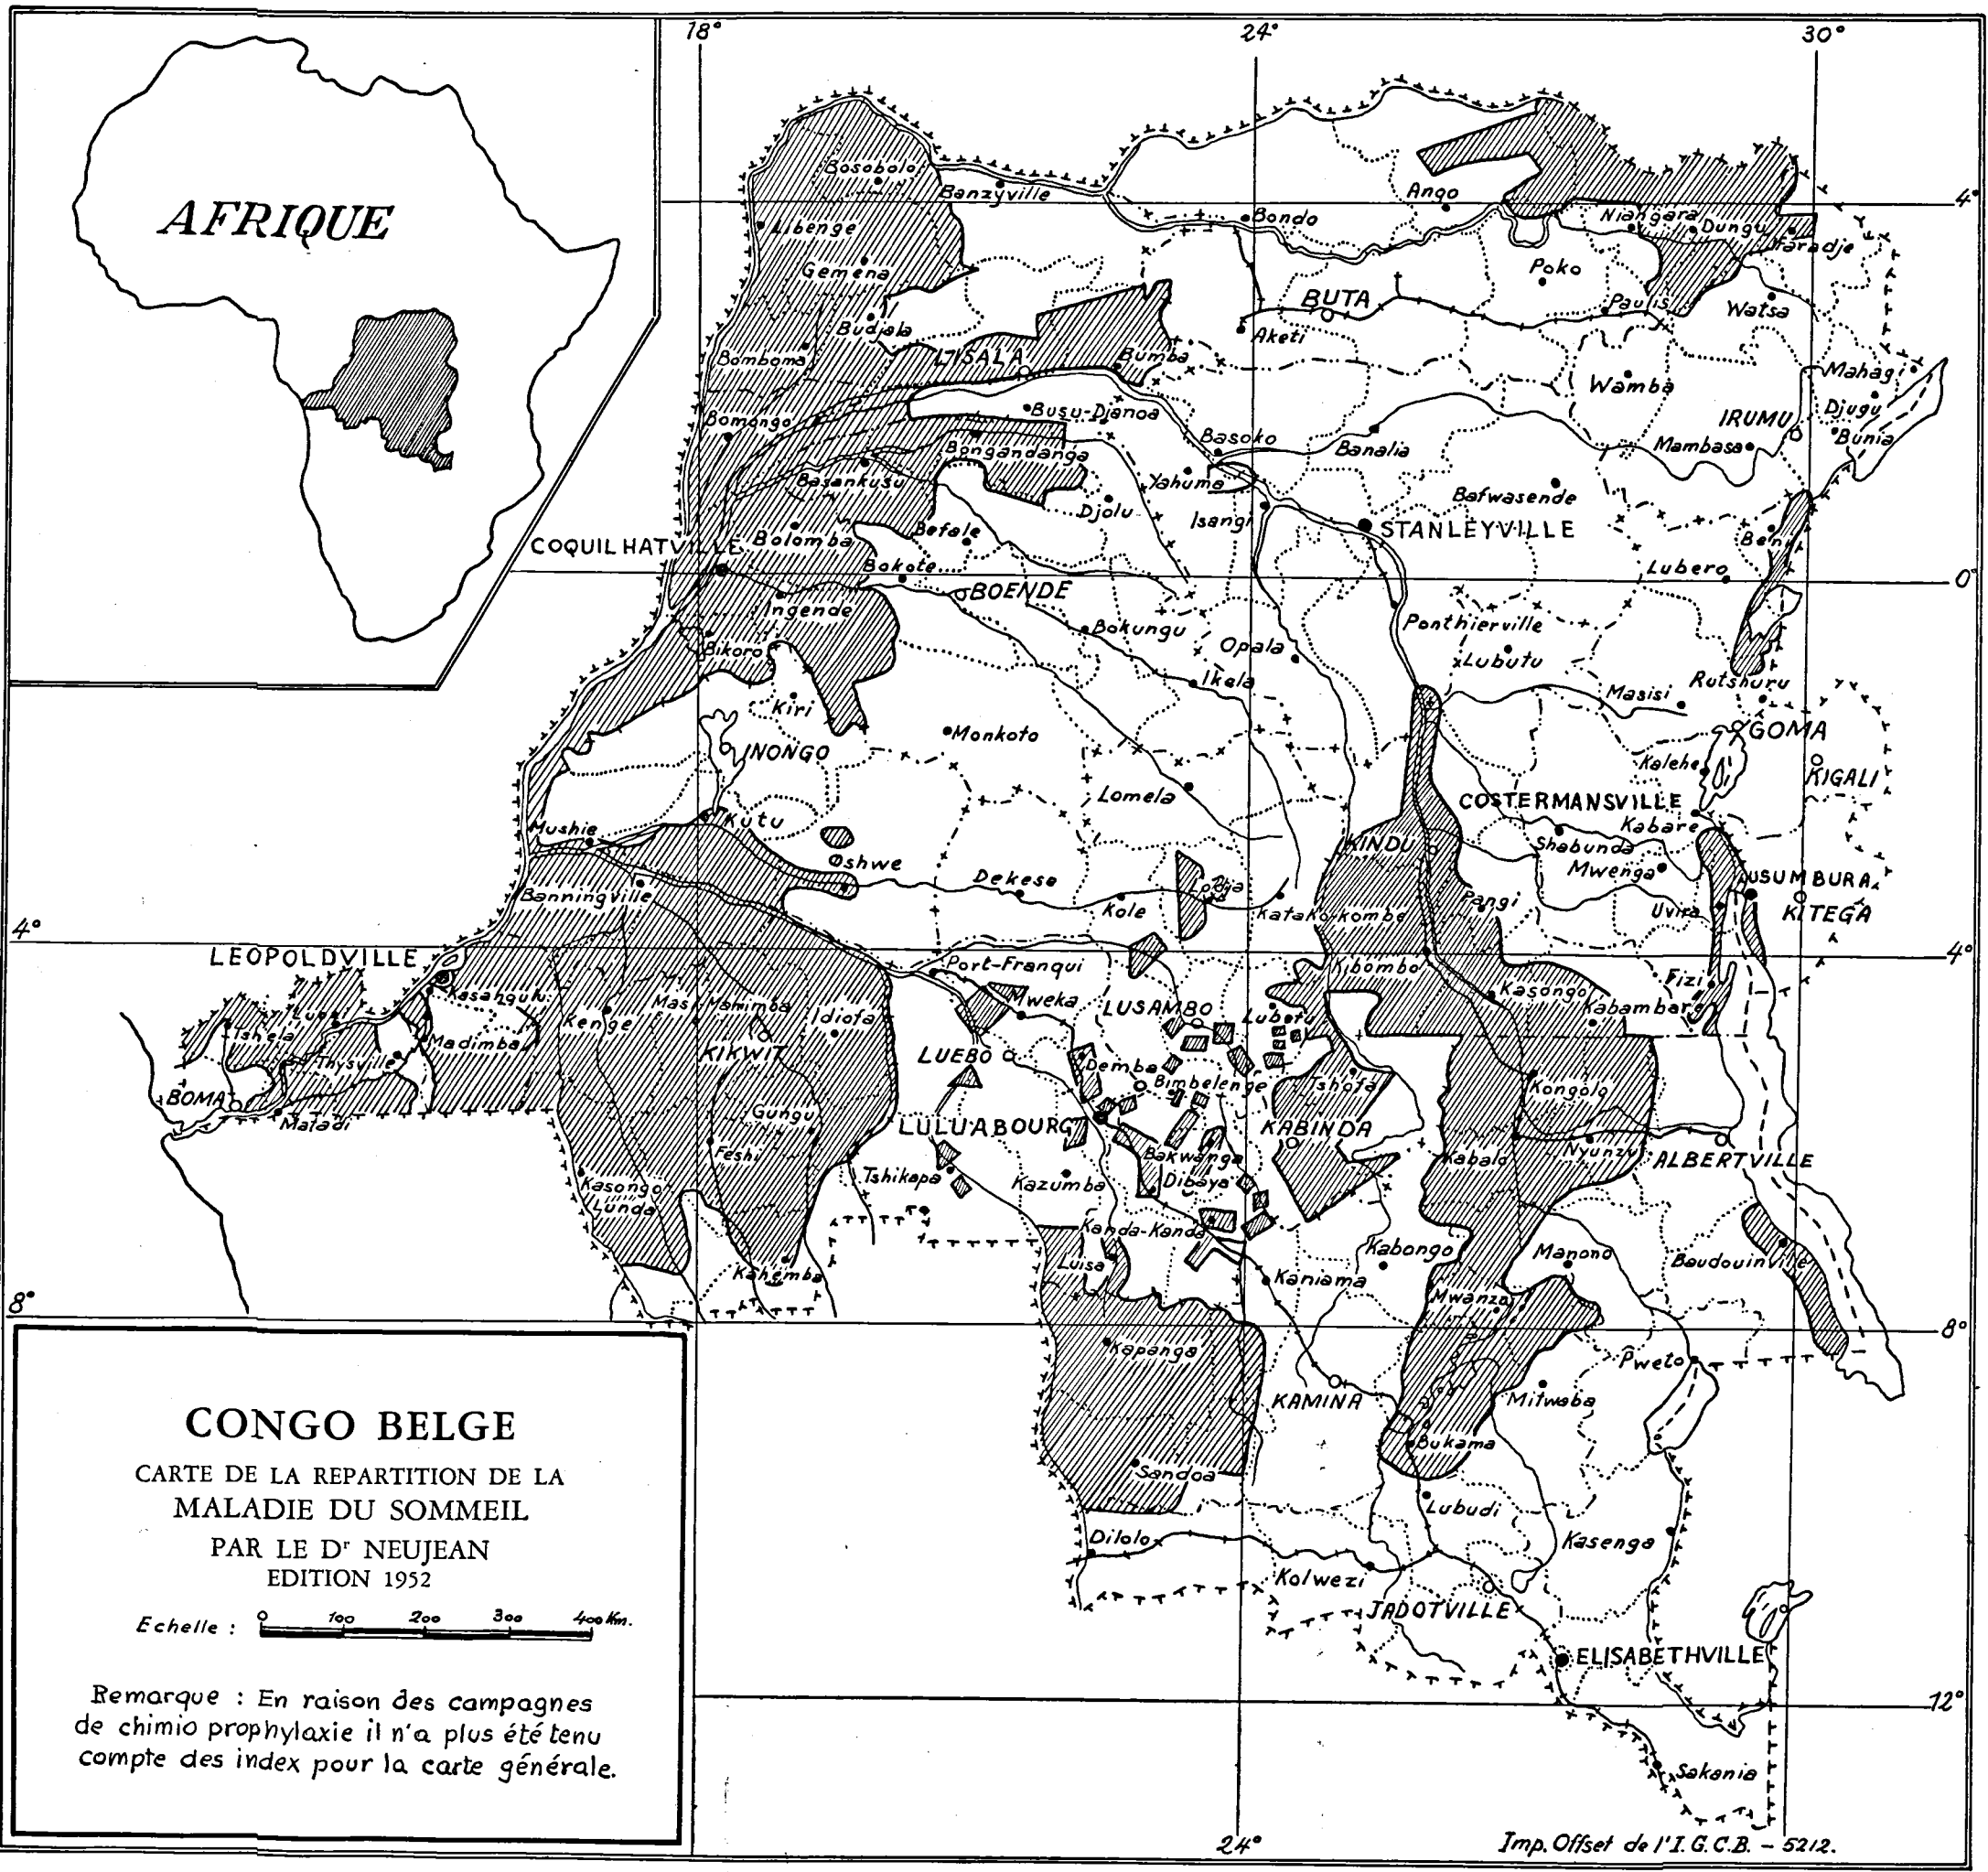 18°
24°
30°
AFRIQUE
Bosobolo
Banzyville
Ango
4°
Bondo
Niangara
Dungu
Faradje
Libenge
Gemena
Poko
BUTA
Paulis
Watsa
Budjala
Aketi
Bomboma
LISALA
Bumba
Wamba
Mahagi
Busu-Djanoa
Djugu
IRUMU
Bomongo
Basoko
Banalia
Mambasa
Bunia
Bongandanga
Basankusu
Yahuma
Bafwasende
Djolu
Isangi
STANLEYVILLE
Befale
Bolomba
Beni
COQUILHATVILLE
Bokote
Lubero
0°
BOENDE
Ingende
Ponthierville
Bokungu
Bikoro
Opala
Lubutu
Ikela
Rutshuru
Masisi
Kiri
Monkoto
GOMA
INONGO
Kalehe
KIGALI
Lomela
COSTERMANSVILLE
Kutu
Kabare
Mushie
KINDU
Shabunda
Oshwe
Mwenga
Dekese
Lodja
USUMBURA
Banningville
Kole
Katako-kombe
Pangi
Uvira
KITEGA
4°
4°
LEOPOLDVILLE
Port-Franqui
Kibombo
Fizi
Kasangulu
Masi-Manimba
Mweka
Kasongo
Kabambare
Luozi
Kenge
Idiofa
LUSAMBO
Lubefu
Tshela
Madimba
KIKWIT
LUEBO
Thysville
Demba
Bimbelenge
Tshofa
Kongolo
BOMA
Gungu
LULUABOURG
KABINDA
Matadi
Feshi
Bakwanga
Kabalo
Nyunzu
ALBERTVILLE
Kasongo
Lunda
Tshikapa
Kazumba
Dibaya
Kanda-Kanda
Kabongo
Manono
Baudouinville
Kahemba
Luisa
Kaniama
Mwanza
8°
8°
Kapanga
Pweto
KAMINA
Mitwaba
Bukama
Sandoa
Lubudi
Dilolo
Kasenga
Kolwezi
JADOTVILLE
ELISABETHVILLE
12°
Sakania
24°
CONGO BELGE
CARTE DE LA REPARTITION DE LA
MALADIE DU SOMMEIL
PAR LE Dr NEUJEAN
EDITION 1952
Echelle : 0 100 200 300 400 Km.
Remarque : En raison des campagnes
de chimio prophylaxie il n'a plus été tenu
compte des index pour la carte générale.
Imp. Offset de l'I.G.C.B. – 5212.